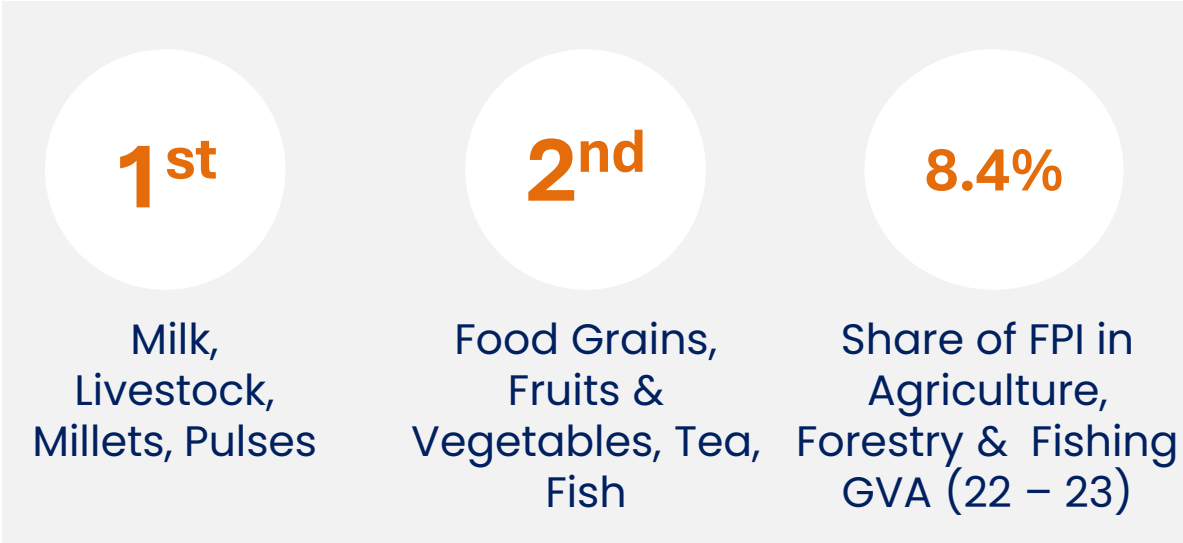 1st
Milk,
Livestock,
Millets, Pulses
2nd
Food Grains,
Fruits &
Vegetables, Tea,
Fish
8.4%
Share of FPI in
Agriculture,
Forestry & Fishing
GVA (22 – 23)